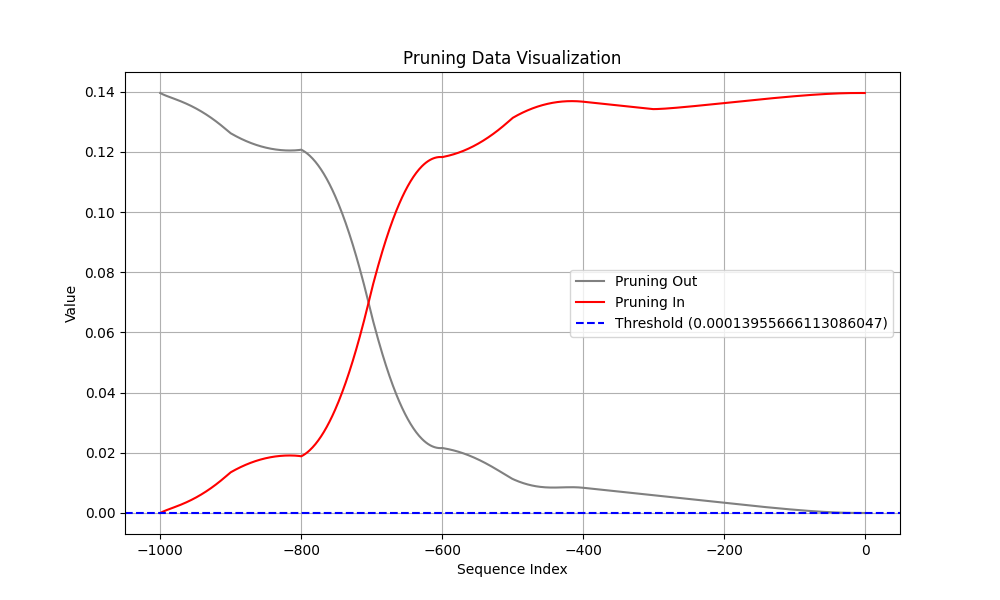 Pruning Data Visualization
Value
0.14
0.12
0.10
0.08
0.06
0.04
0.02
0.00
Pruning Out
Pruning In
Threshold (0.00013955666113086047)
−1000
−800
−600
−400
−200
0
Sequence Index